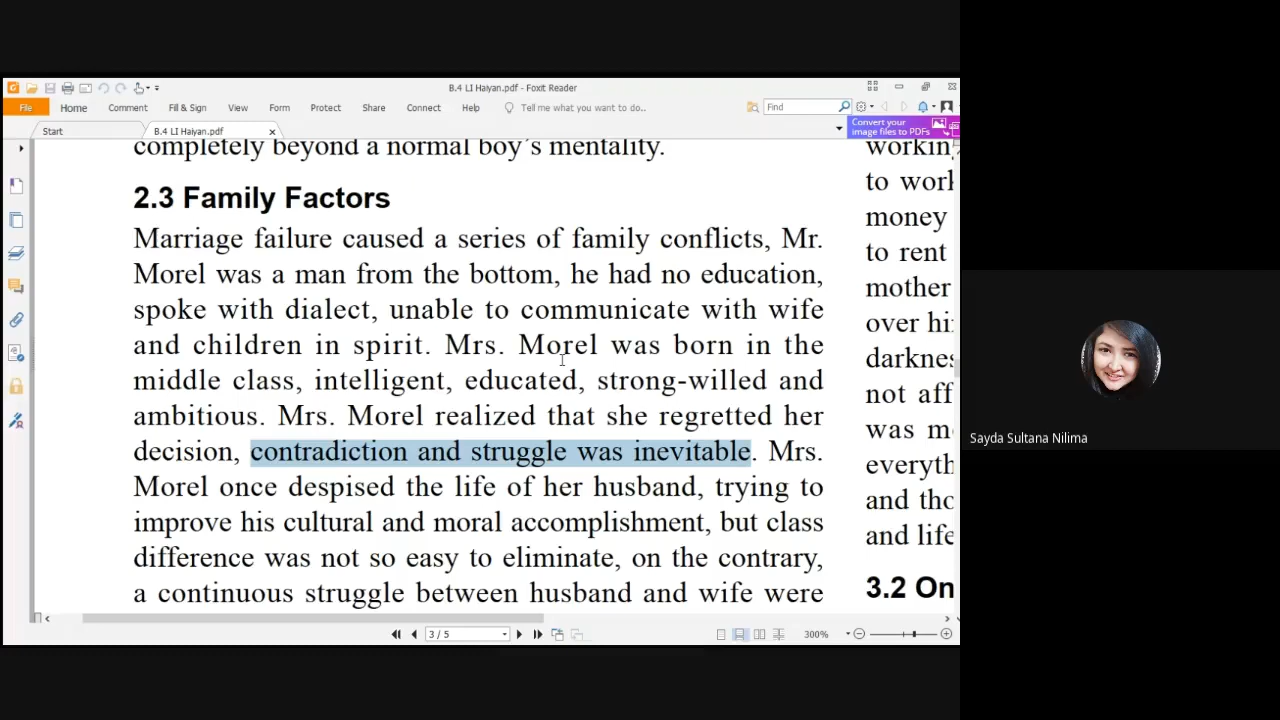 B.4 LI Haiyan.pdf - Foxit Reader
File Home Comment Fill & Sign View Form Protect Share Connect Help Tell me what you want to do.. Find
Start B.4 LI Haiyan.pdf Convert your
image files to PDFs
completely beyond a normal boy's mentality.
2.3 Family Factors
Marriage failure caused a series of family conflicts, Mr.
Morel was a man from the bottom, he had no education,
spoke with dialect, unable to communicate with wife
and children in spirit. Mrs. Morel was born in the
middle class, intelligent, educated, strong-willed and
ambitious. Mrs. Morel realized that she regretted her
decision, contradiction and struggle was inevitable. Mrs.
Morel once despised the life of her husband, trying to
improve his cultural and moral accomplishment, but class
difference was not so easy to eliminate, on the contrary,
a continuous struggle between husband and wife were
working
to work
money
to rent
mother
over hi
darknes
not aff
was m
everyth
and tho
and life
3.2 On
3 / 5 300%
Sayda Sultana Nilima